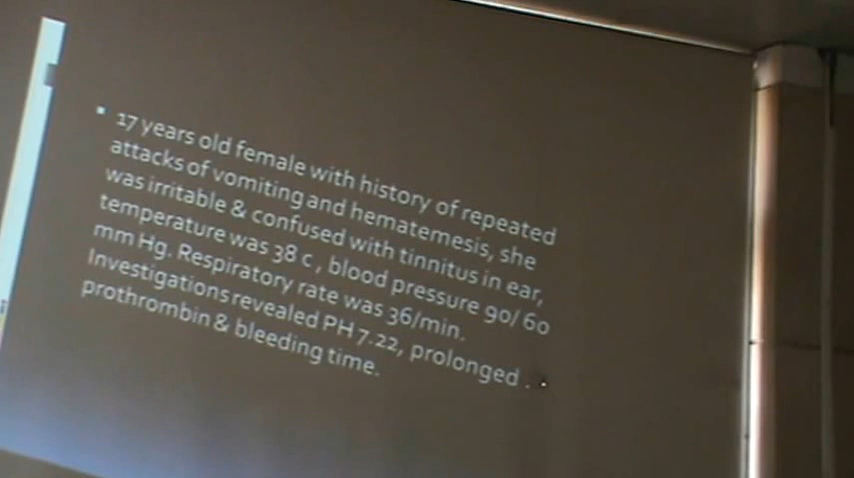 ▪ 17 years old female with history of repeated
attacks of vomiting and hematemesis, she
was irritable & confused with tinnitus in ear,
temperature was 38 c , blood pressure 90/ 60
mm Hg. Respiratory rate was 36/min.
Investigations revealed PH 7.22, prolonged . .
prothrombin & bleeding time.